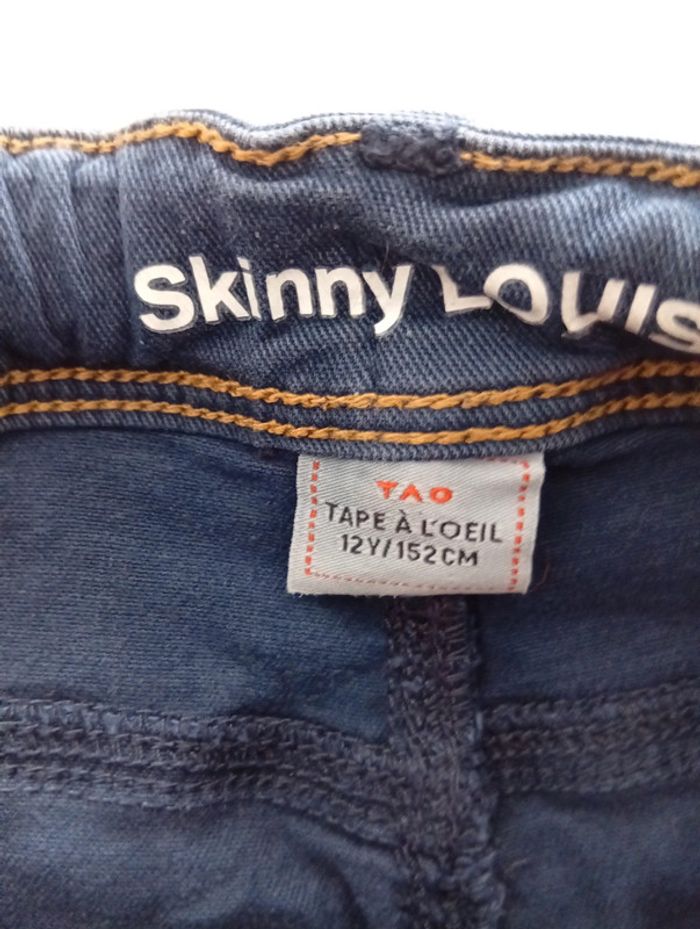 Skinny LOUIS
TAO
TAPE À L'OEIL
12Y/152CM